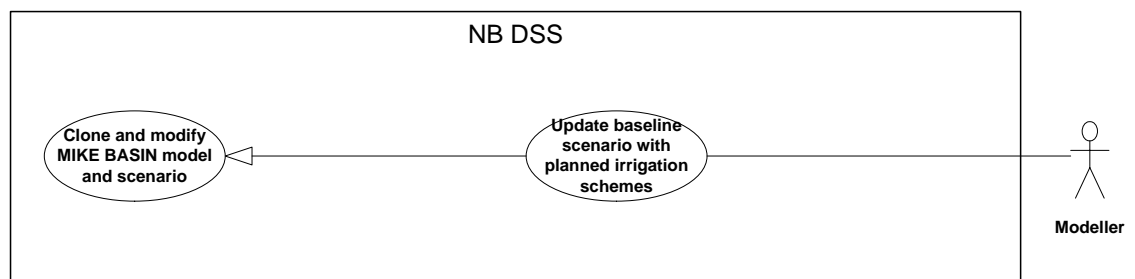 NB DSS
Clone and modify
MIKE BASIN model
and scenario
Update baseline
scenario with
planned irrigation
schemes
Modeller